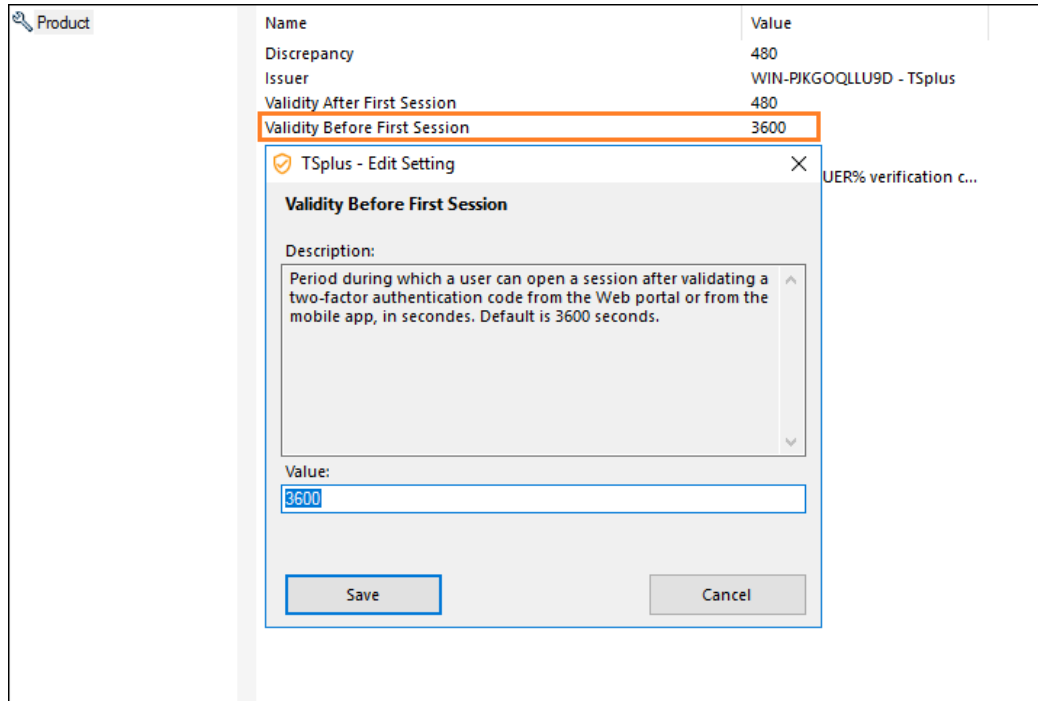 Product
Name Value
Discrepancy 480
Issuer WIN-PJKGOQLLU9D - TSplus
Validity After First Session 480
Validity Before First Session 3600
TSplus - Edit Setting
UER% verification c...
Validity Before First Session
Description:
Period during which a user can open a session after validating a
two-factor authentication code from the Web portal or from the
mobile app, in secondes. Default is 3600 seconds.
Value:
3600
Save Cancel